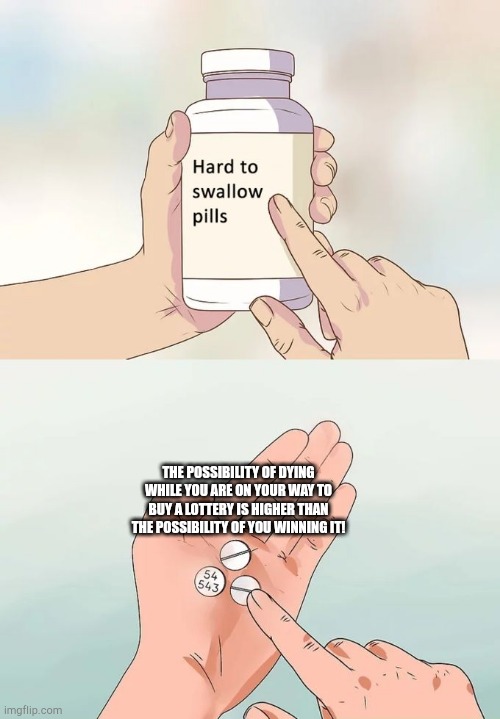 Hard to
swallow
pills
THE POSSIBILITY OF DYING
WHILE YOU ARE ON YOUR WAY TO
BUY A LOTTERY IS HIGHER THAN
THE POSSIBILITY OF YOU WINNING IT!
54
543
imgflip.com